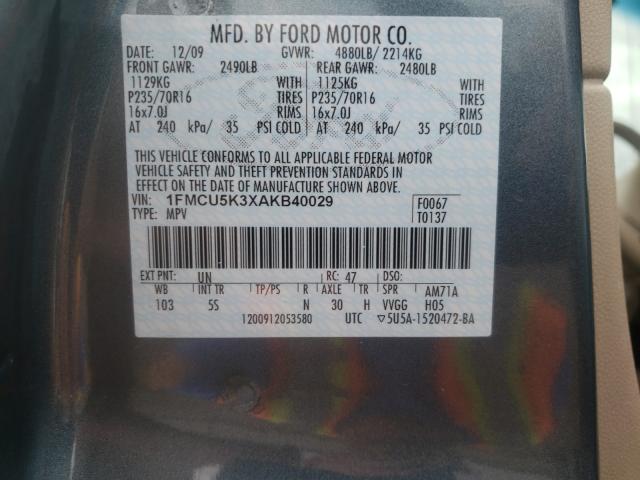 MFD. BY FORD MOTOR CO.
DATE: 12/09 GVWR: 4880LB/ 2214KG
FRONT GAWR: 2490LB REAR GAWR: 2480LB
1129KG WITH 1125KG WITH
P235/70R16 TIRES P235/70R16 TIRES
16x7.0J RIMS 16x7.0J RIMS
AT 240 kPa/ 35 PSI COLD AT 240 kPa/ 35 PSI COLD
THIS VEHICLE CONFORMS TO ALL APPLICABLE FEDERAL MOTOR
VEHICLE SAFETY AND THEFT PREVENTION STANDARDS IN
EFFECT ON THE DATE OF MANUFACTURE SHOWN ABOVE.
VIN: 1FMCU5K3XAKB40029 F0067
TYPE: MPV T0137
EXT PNT: UN RC: 47 DSO:
WB INT TR TP/PS R AXLE TR SPR AM71A
103 5S N 30 H VVGG H05
1200912053580 UTC ▽5U5A-1520472-BA